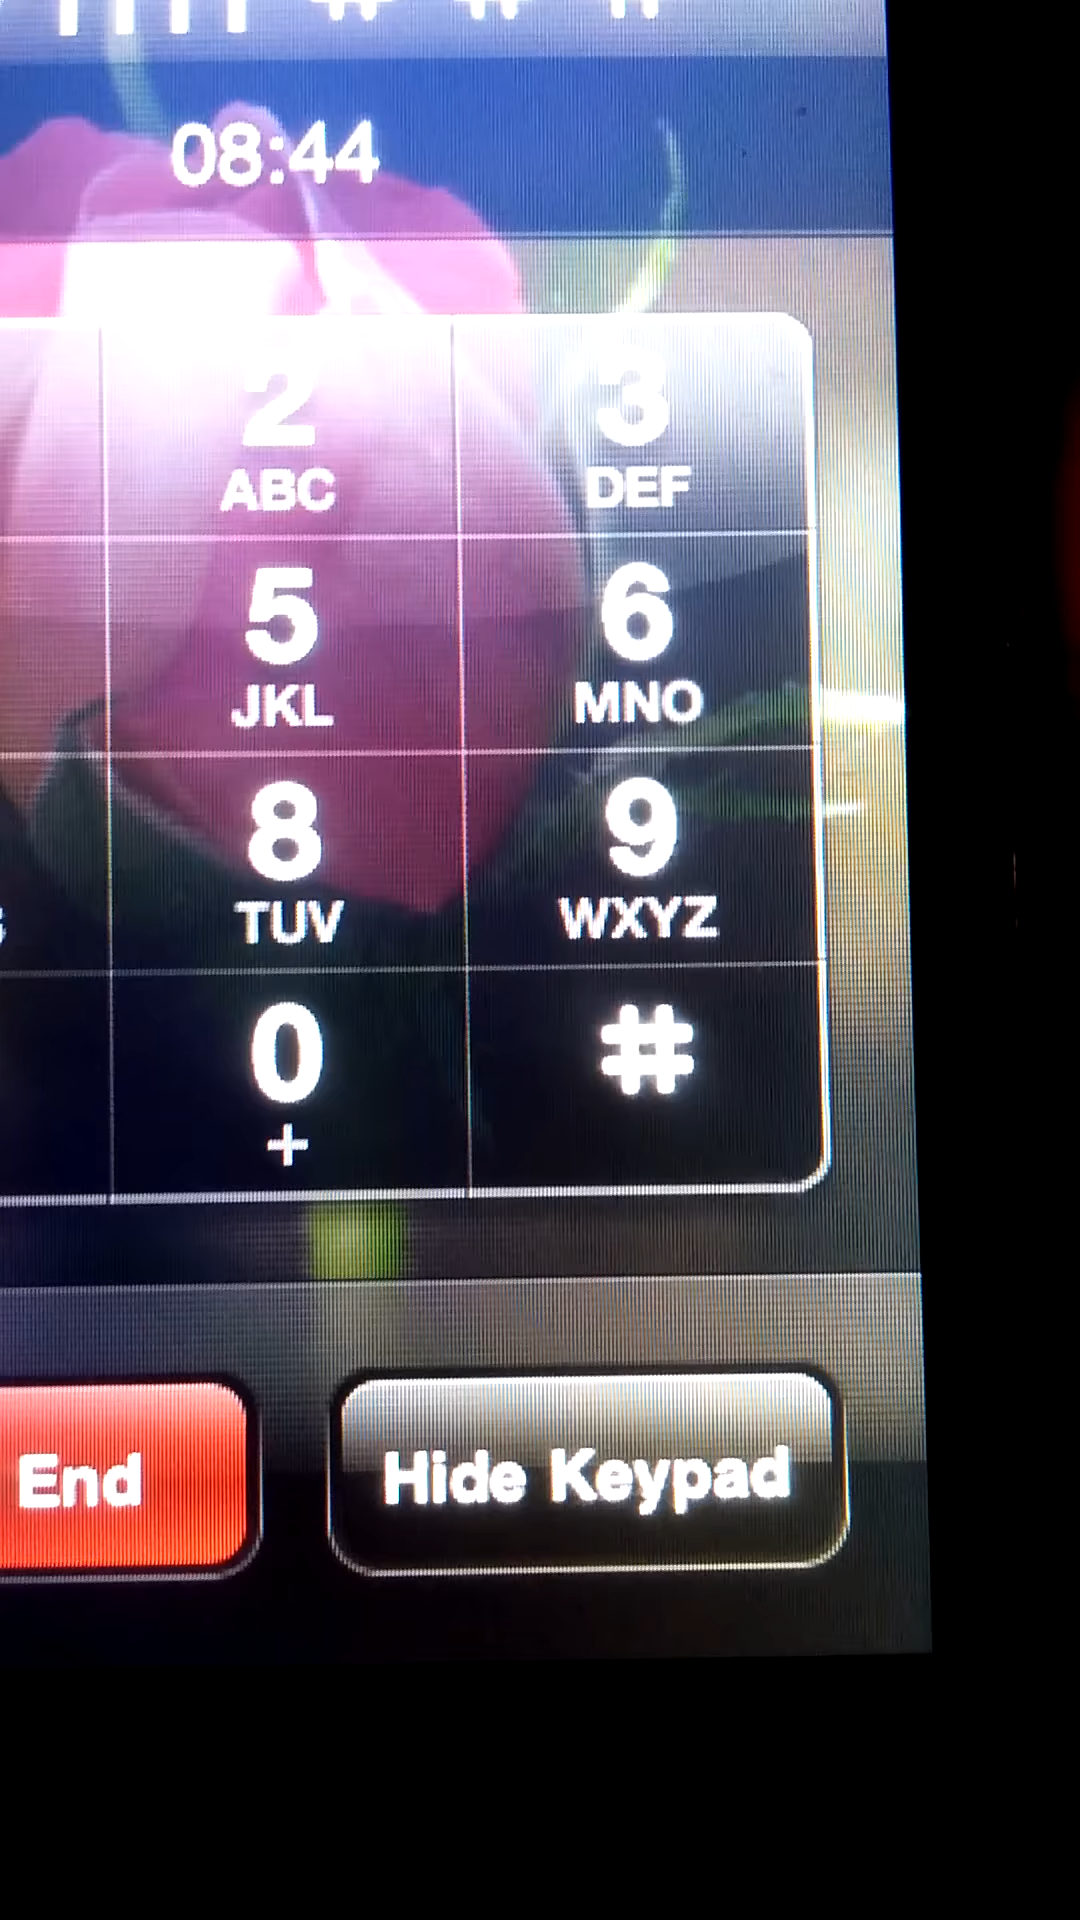 08:44
2 3
ABC DEF
5 6
JKL MNO
8 9
TUV WXYZ
0 #
+
End Hide Keypad